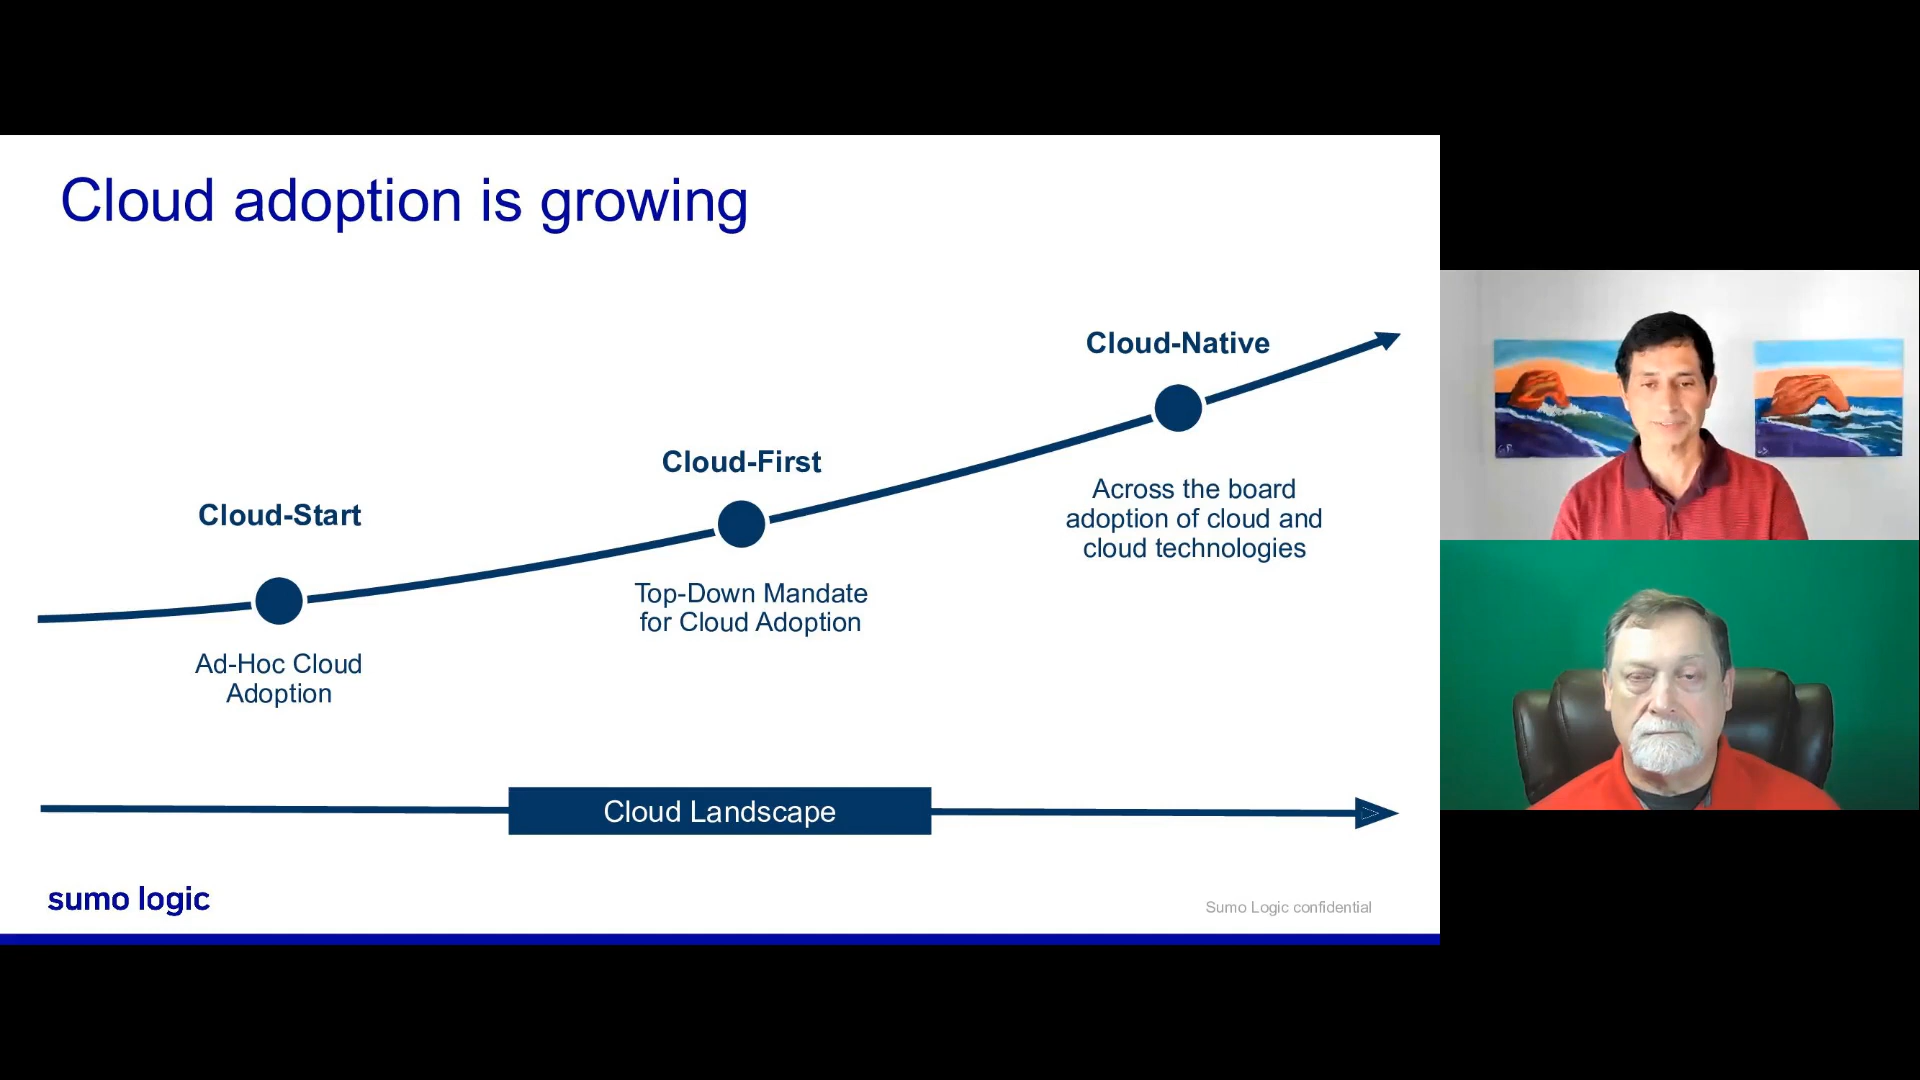 Cloud adoption is growing
Cloud-Start
Ad-Hoc Cloud
Adoption
Cloud-First
Top-Down Mandate
for Cloud Adoption
Cloud-Native
Across the board
adoption of cloud and
cloud technologies
Cloud Landscape
sumo logic
Sumo Logic confidential